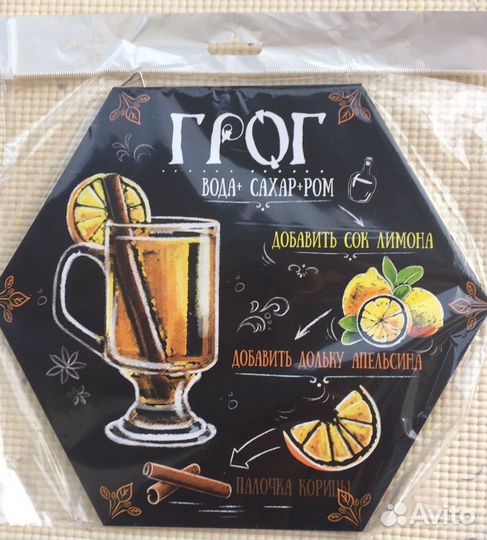 ГРОГ
ВОДА+ САХАР+РОМ
ДОБАВИТЬ СОК ЛИМОНА
ДОБАВИТЬ ДОЛЬКУ АПЕЛЬСИНА
ПАЛОЧКА КОРИЦЫ
Avito